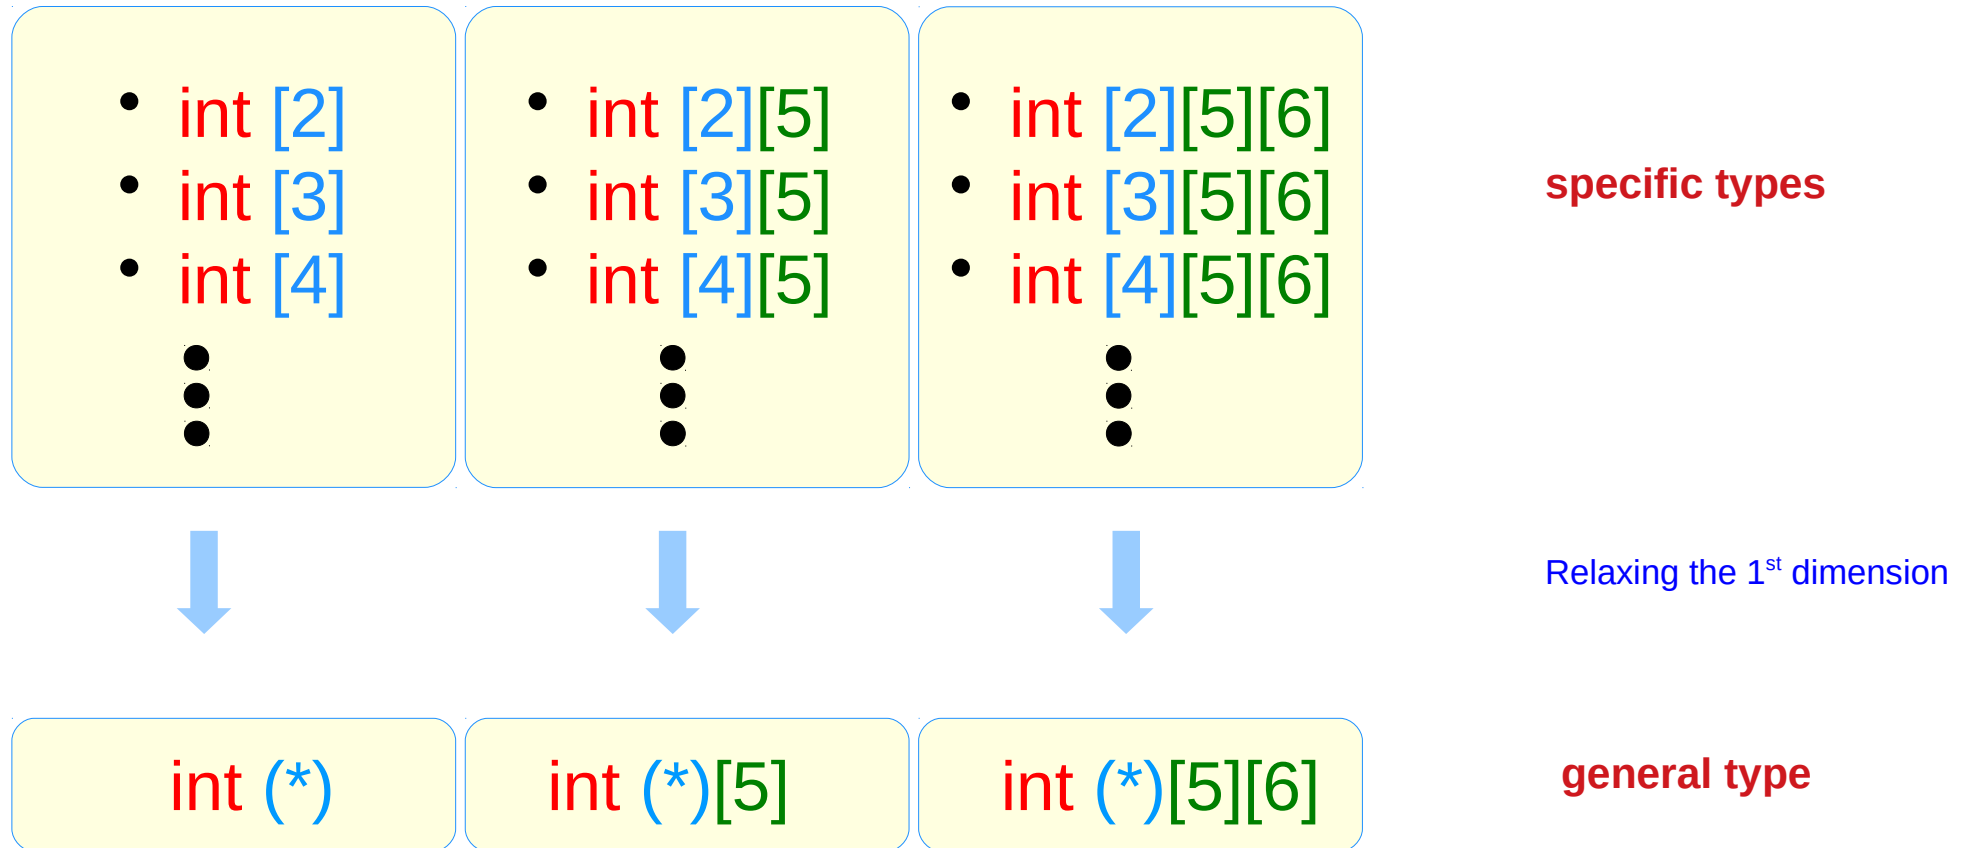 • int [2]
• int [3]
• int [4]
• int [2][5]
• int [3][5]
• int [4][5]
• int [2][5][6]
• int [3][5][6]
• int [4][5][6]
specific types
Relaxing the 1st dimension
int (*)
int (*)[5]
int (*)[5][6]
general type